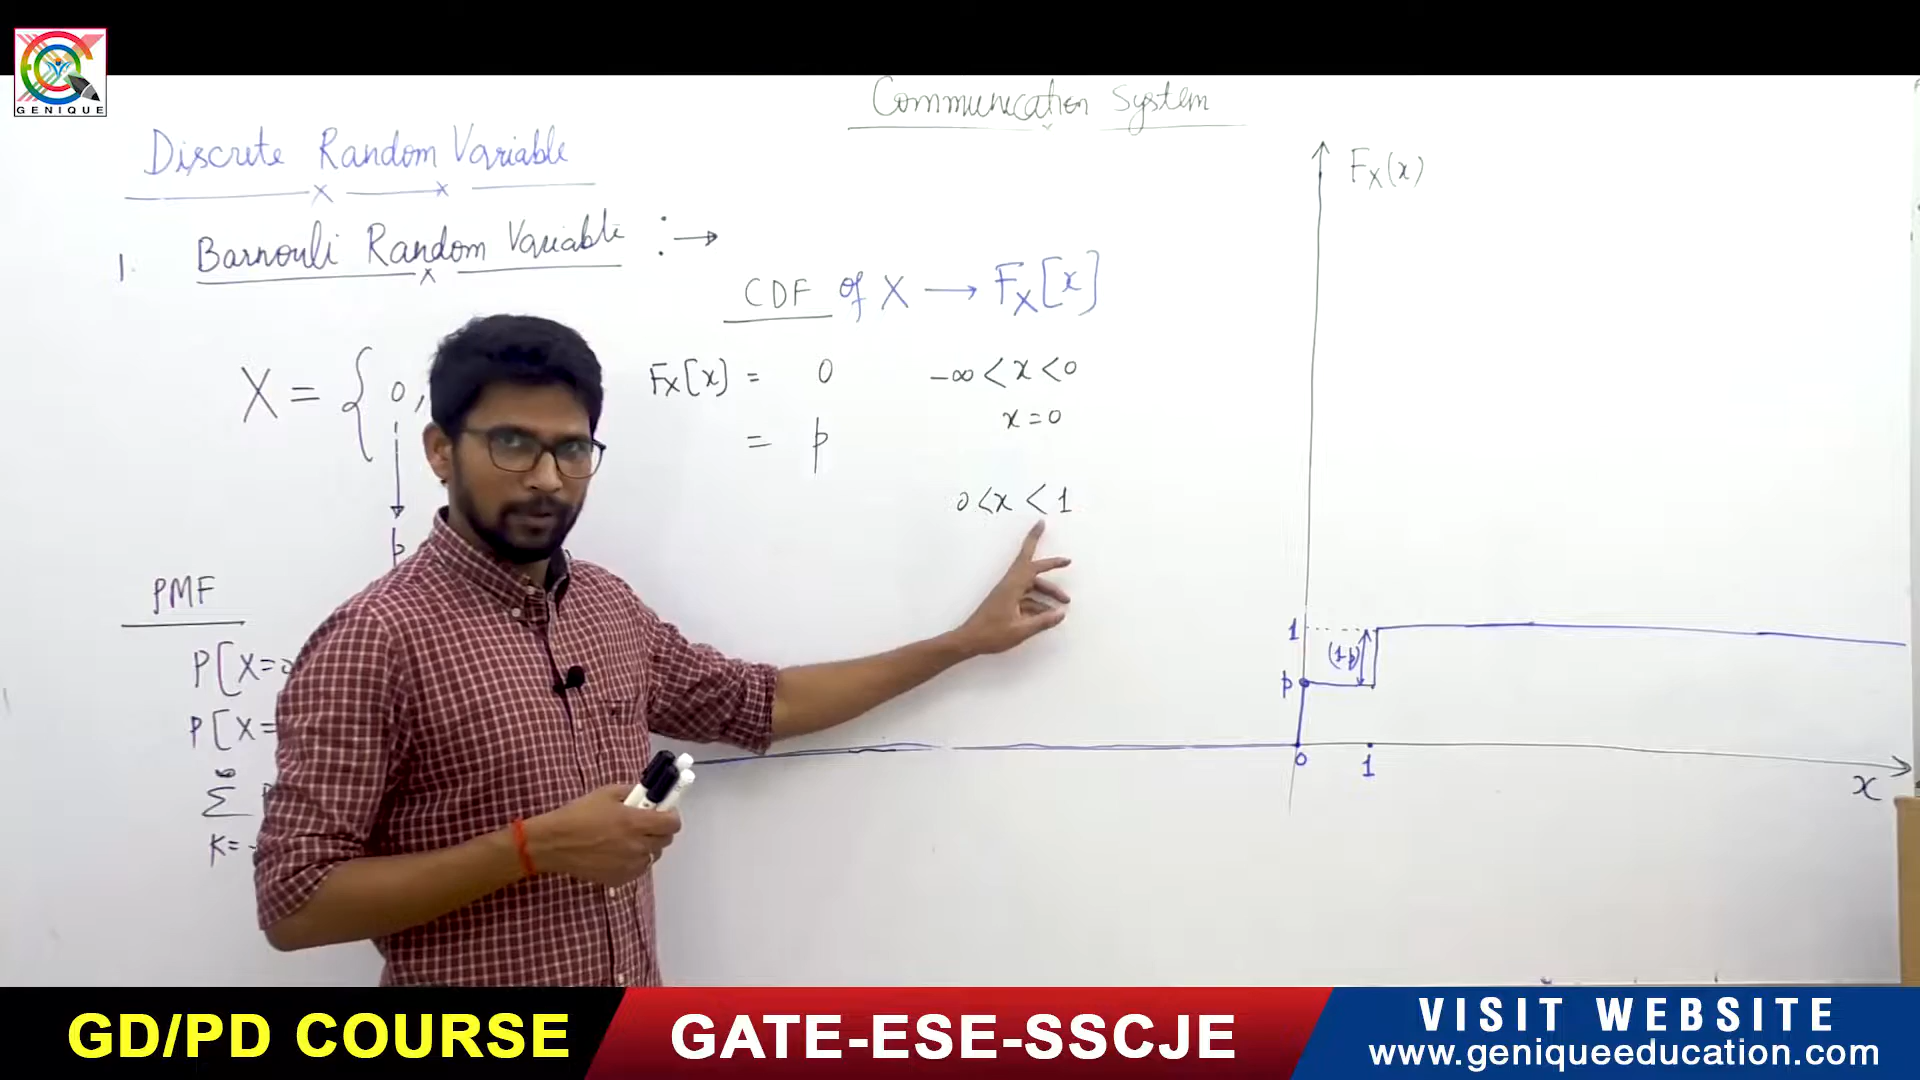 GENIQUE
Communication System
Discrete Random Variable
1. Barnouli Random Variable :→
CDF of X → Fx[x]
X = { 0,
p
Fx[x] = 0 -∞ < x < 0
= p x = 0
0 < x < 1
PMF
P[X=0
P[X=
Σ
K= -
Fx(x)
1
(1-p)
p
0 1
x
GD/PD COURSE
GATE-ESE-SSCJE
VISIT WEBSITE
www.geniqueeducation.com